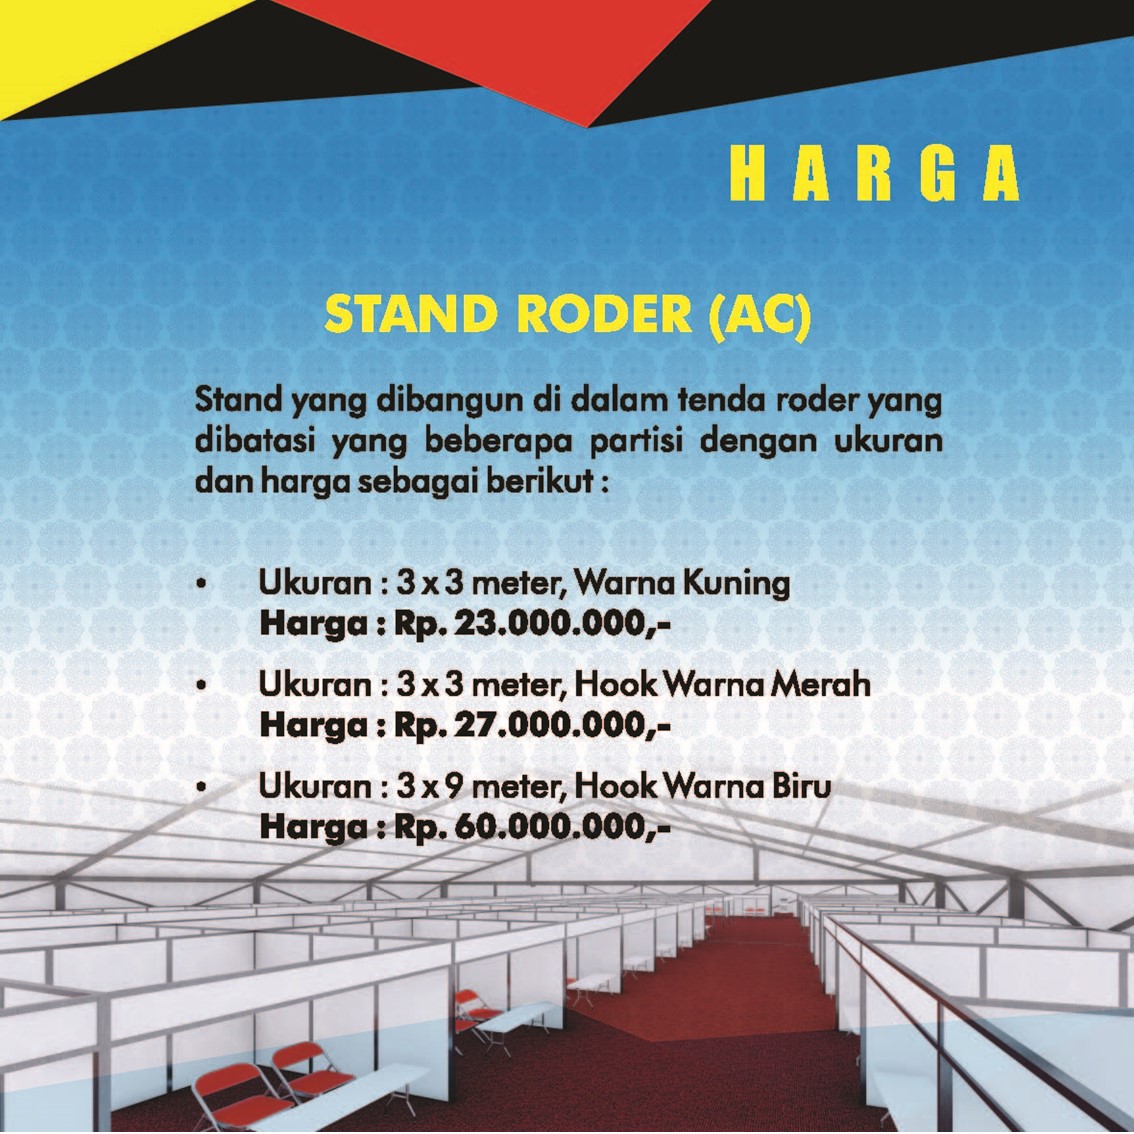 HARGA
STAND RODER (AC)
Stand yang dibangun di dalam tenda roder yang
dibatasi yang beberapa partisi dengan ukuran
dan harga sebagai berikut :
• Ukuran : 3 x 3 meter, Warna Kuning
Harga : Rp. 23.000.000,-
• Ukuran : 3 x 3 meter, Hook Warna Merah
Harga : Rp. 27.000.000,-
• Ukuran : 3 x 9 meter, Hook Warna Biru
Harga : Rp. 60.000.000,-